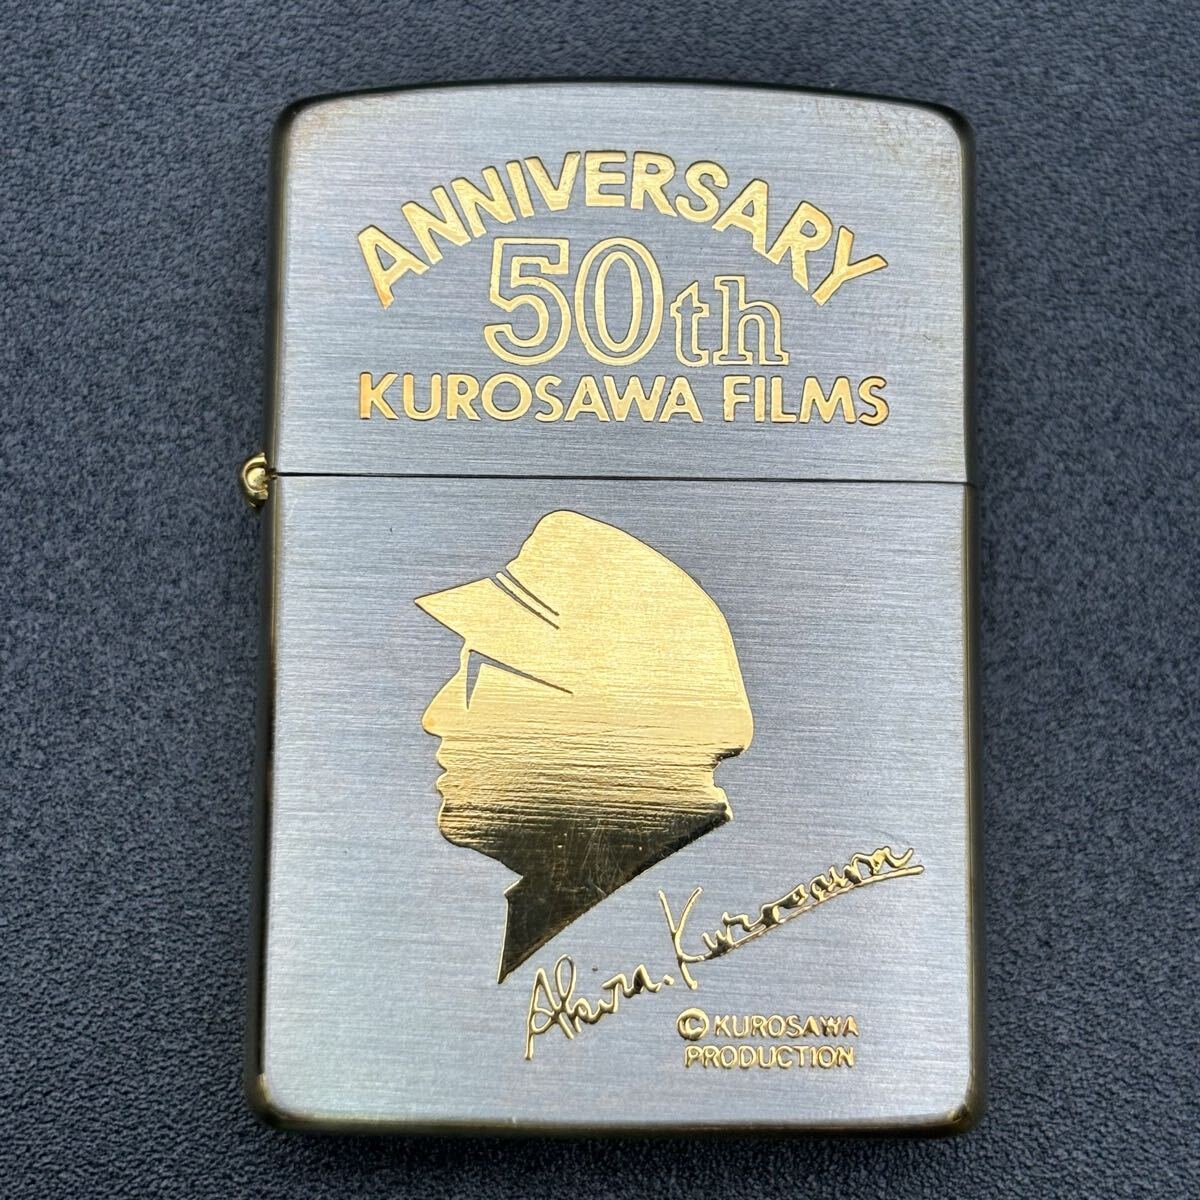 ANNIVERSARY
50th
KUROSAWA FILMS
Akira. Kurosawa
© KUROSAWA
PRODUCTION